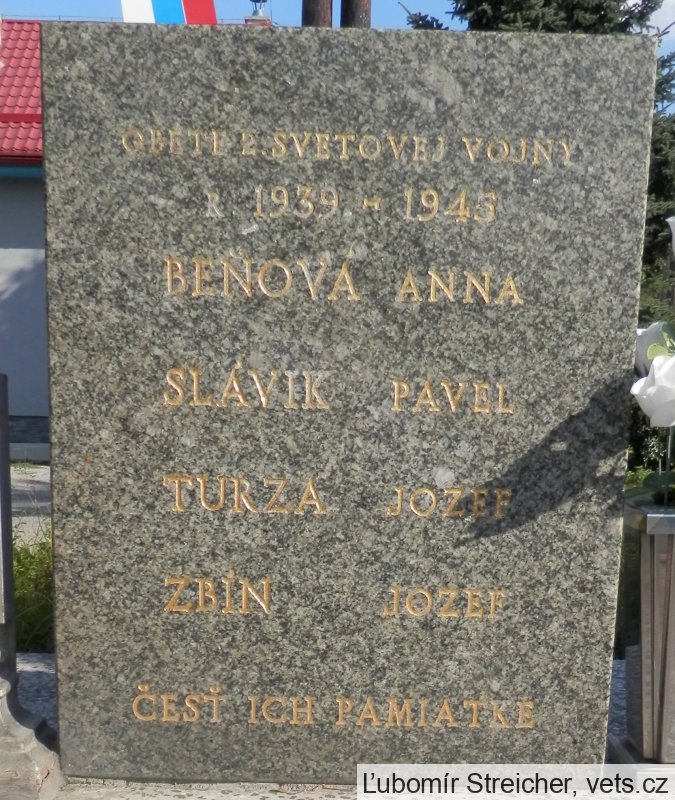 OBETE 2. SVETOVEJ VOJNY
R 1939 - 1945
BEŇOVÁ ANNA
SLÁVIK PAVEL
TURZA JOZEF
ZBÍN JOZEF
ČESŤ ICH PAMIATKE
Ľubomír Streicher, vets.cz